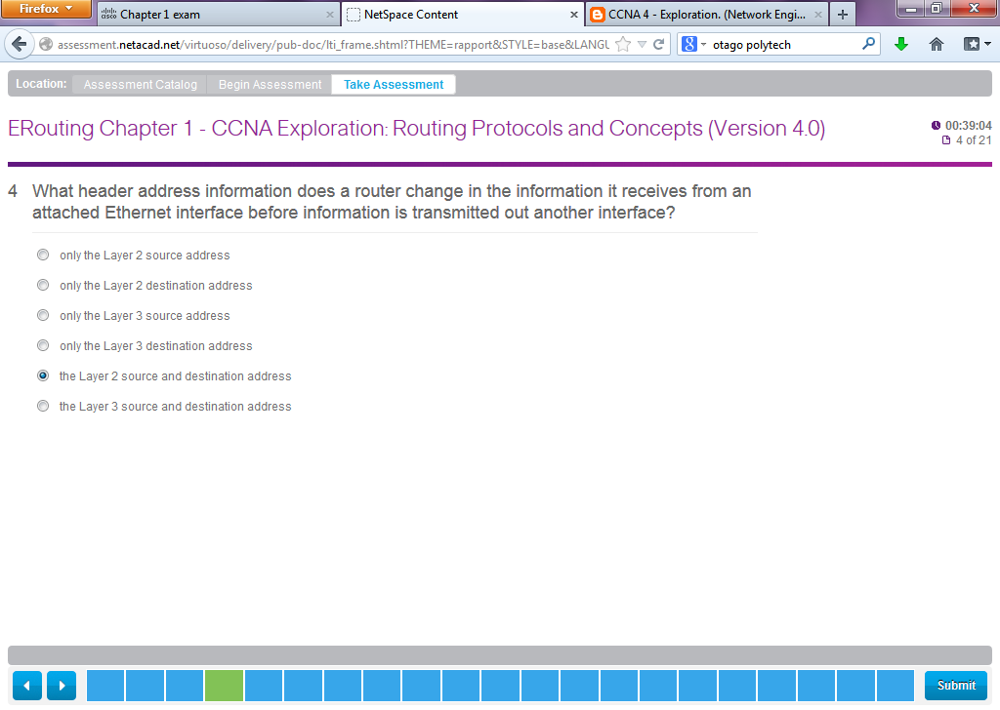 Firefox
cisco Chapter 1 exam
NetSpace Content
CCNA 4 - Exploration. (Network Engi...
assessment.netacad.net/virtuoso/delivery/pub-doc/lti_frame.shtml?THEME=rapport&STYLE=base&LANGU
8 otago polytech
Location: Assessment Catalog Begin Assessment Take Assessment
ERouting Chapter 1 - CCNA Exploration: Routing Protocols and Concepts (Version 4.0)
00:39:04
4 of 21
4 What header address information does a router change in the information it receives from an
attached Ethernet interface before information is transmitted out another interface?
only the Layer 2 source address
only the Layer 2 destination address
only the Layer 3 source address
only the Layer 3 destination address
the Layer 2 source and destination address
the Layer 3 source and destination address
Submit